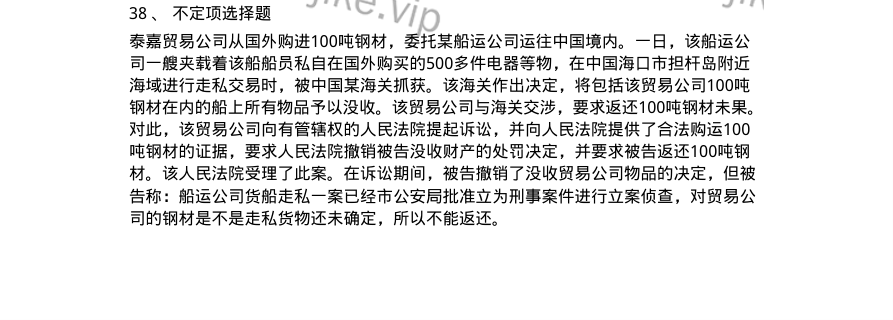 jike.vip
38 、 不定项选择题
泰嘉贸易公司从国外购进100吨钢材，委托某船运公司运往中国境内。一日，该船运公
司一艘夹载着该船船员私自在国外购买的500多件电器等物，在中国海口市担杆岛附近
海域进行走私交易时，被中国某海关抓获。该海关作出决定，将包括该贸易公司100吨
钢材在内的船上所有物品予以没收。该贸易公司与海关交涉，要求返还100吨钢材未果。
对此，该贸易公司向有管辖权的人民法院提起诉讼，并向人民法院提供了合法购运100
吨钢材的证据，要求人民法院撤销被告没收财产的处罚决定，并要求被告返还100吨钢
材。该人民法院受理了此案。在诉讼期间，被告撤销了没收贸易公司物品的决定，但被
告称：船运公司货船走私一案已经市公安局批准立为刑事案件进行立案侦查，对贸易公
司的钢材是不是走私货物还未确定，所以不能返还。